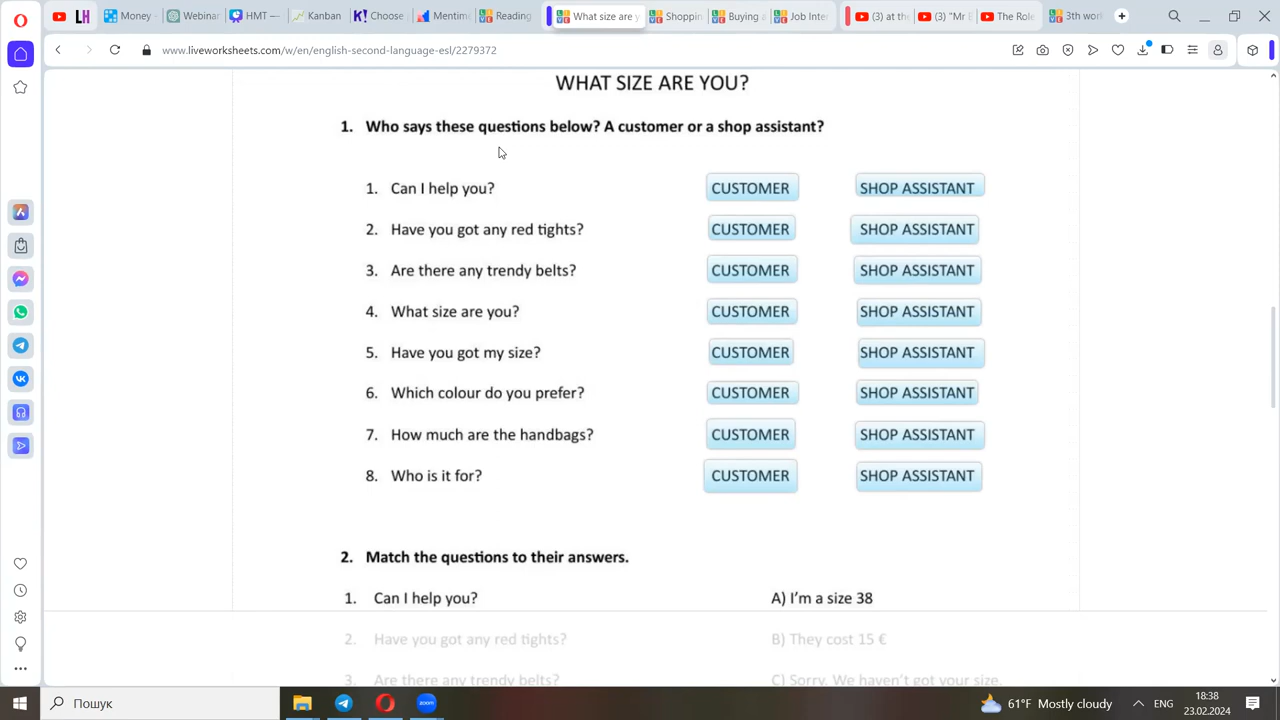 Money -
Webinar
HMT —
Kanban
Choose
Mentime
Reading
What size are y
Shoppin
Buying a
Job Inter
(3) at the
(3) "Mr B
The Role
3th work
www.liveworksheets.com/w/en/english-second-language-esl/2279372
WHAT SIZE ARE YOU?
1. Who says these questions below? A customer or a shop assistant?
1. Can I help you? CUSTOMER SHOP ASSISTANT
2. Have you got any red tights? CUSTOMER SHOP ASSISTANT
3. Are there any trendy belts? CUSTOMER SHOP ASSISTANT
4. What size are you? CUSTOMER SHOP ASSISTANT
5. Have you got my size? CUSTOMER SHOP ASSISTANT
6. Which colour do you prefer? CUSTOMER SHOP ASSISTANT
7. How much are the handbags? CUSTOMER SHOP ASSISTANT
8. Who is it for? CUSTOMER SHOP ASSISTANT
2. Match the questions to their answers.
1. Can I help you? A) I'm a size 38
2. Have you got any red tights? B) They cost 15 €
3. Are there any trendy belts? C) Sorry. We haven't got your size.
Пошук
zoom
61°F Mostly cloudy
ENG
18:38
23.02.2024